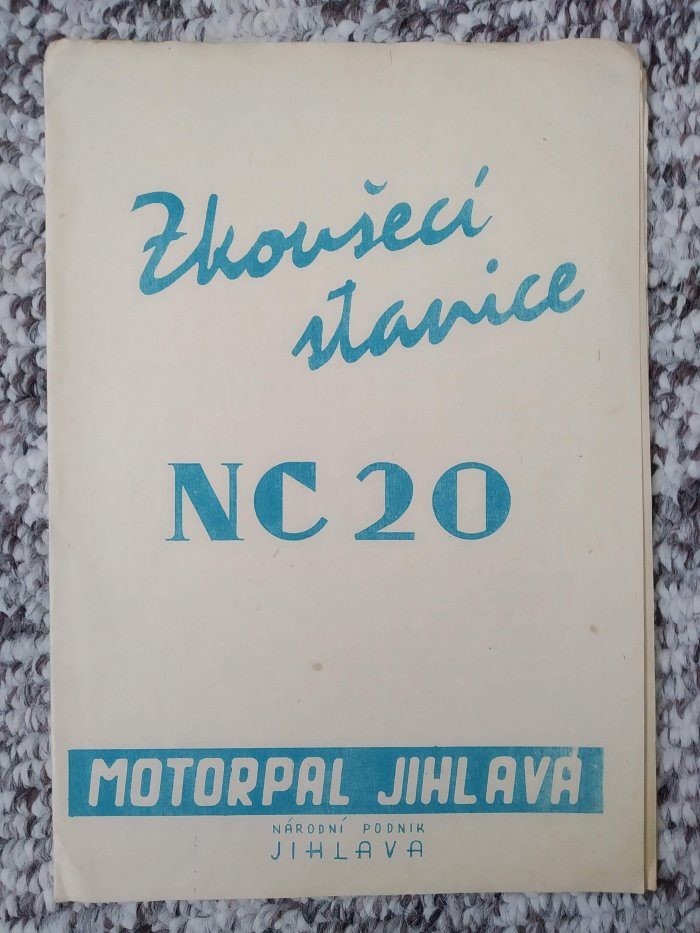 Zkoušecí
stanice
NC 20
MOTORPAL JIHLAVA
NÁRODNÍ PODNIK
JIHLAVA